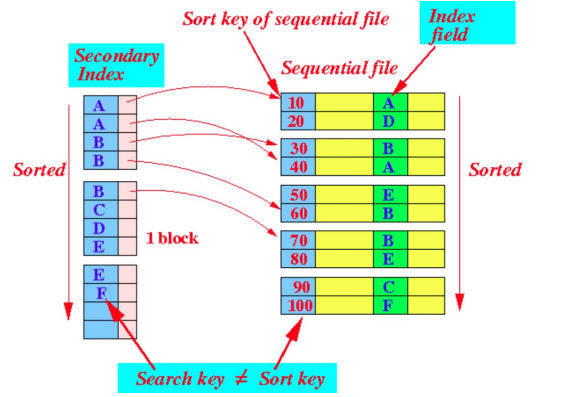 Sort key of sequential file
Index
field
Secondary
Index
Sequential file
A
A
B
B
B
C
D
E
E
F
1 block
Sorted
10 A
20 D
30 B
40 A
50 E
60 B
70 B
80 E
90 C
100 F
Sorted
Search key ≠ Sort key